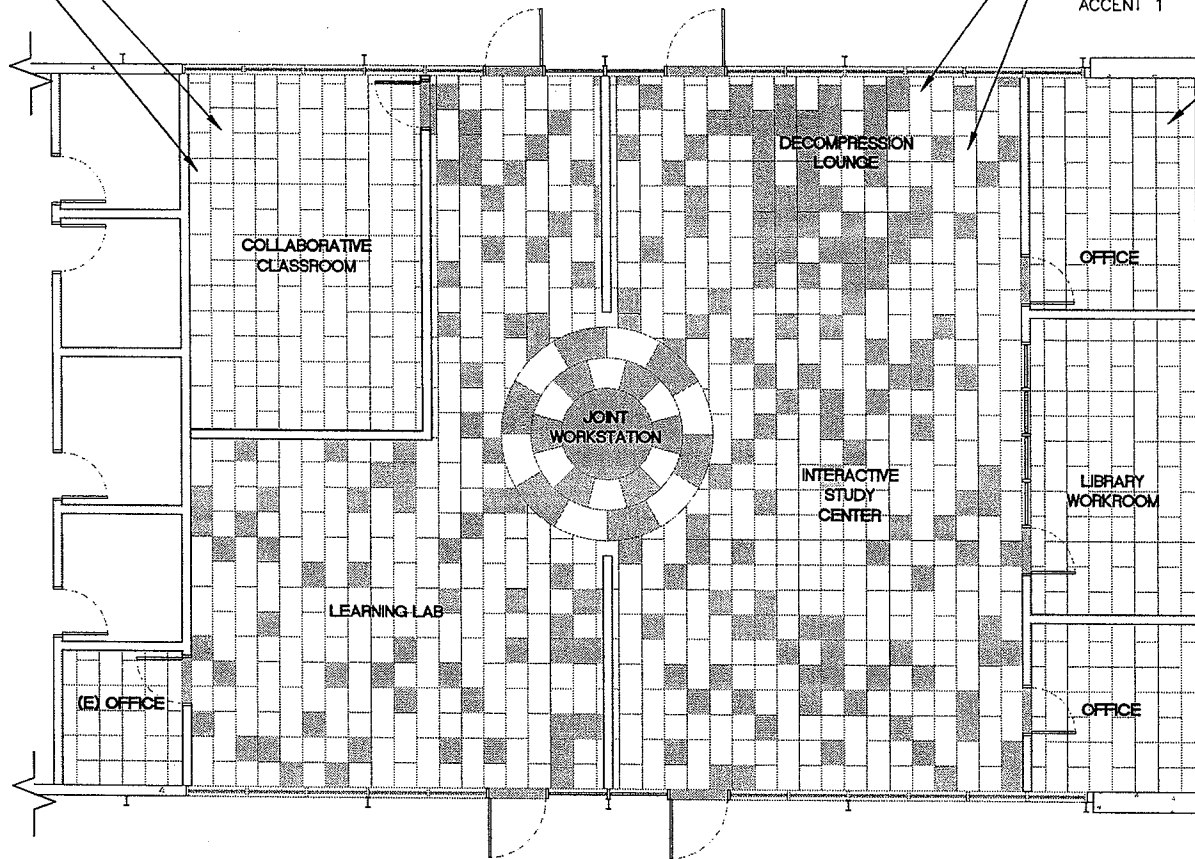 ACCENT 1
DECOMPRESSION
LOUNGE
COLLABORATIVE
CLASSROOM
OFFICE
JOINT
WORKSTATION
INTERACTIVE
STUDY
CENTER
LIBRARY
WORKROOM
LEARNING LAB
(E) OFFICE
OFFICE